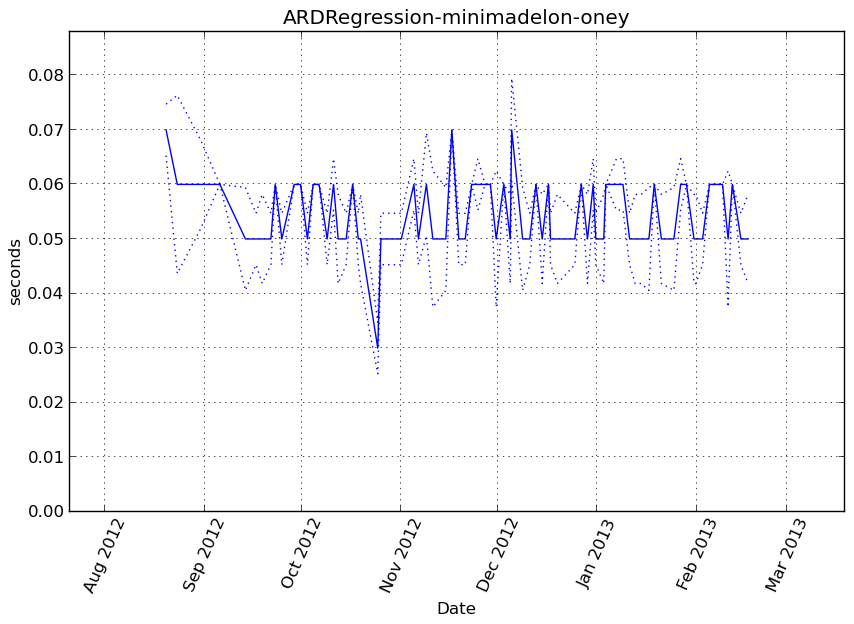 ARDRegression-minimadelon-oney
0.08
0.07
0.06
0.05
0.04
0.03
0.02
0.01
0.00
seconds
Aug 2012
Sep 2012
Oct 2012
Nov 2012
Dec 2012
Jan 2013
Feb 2013
Mar 2013
Date